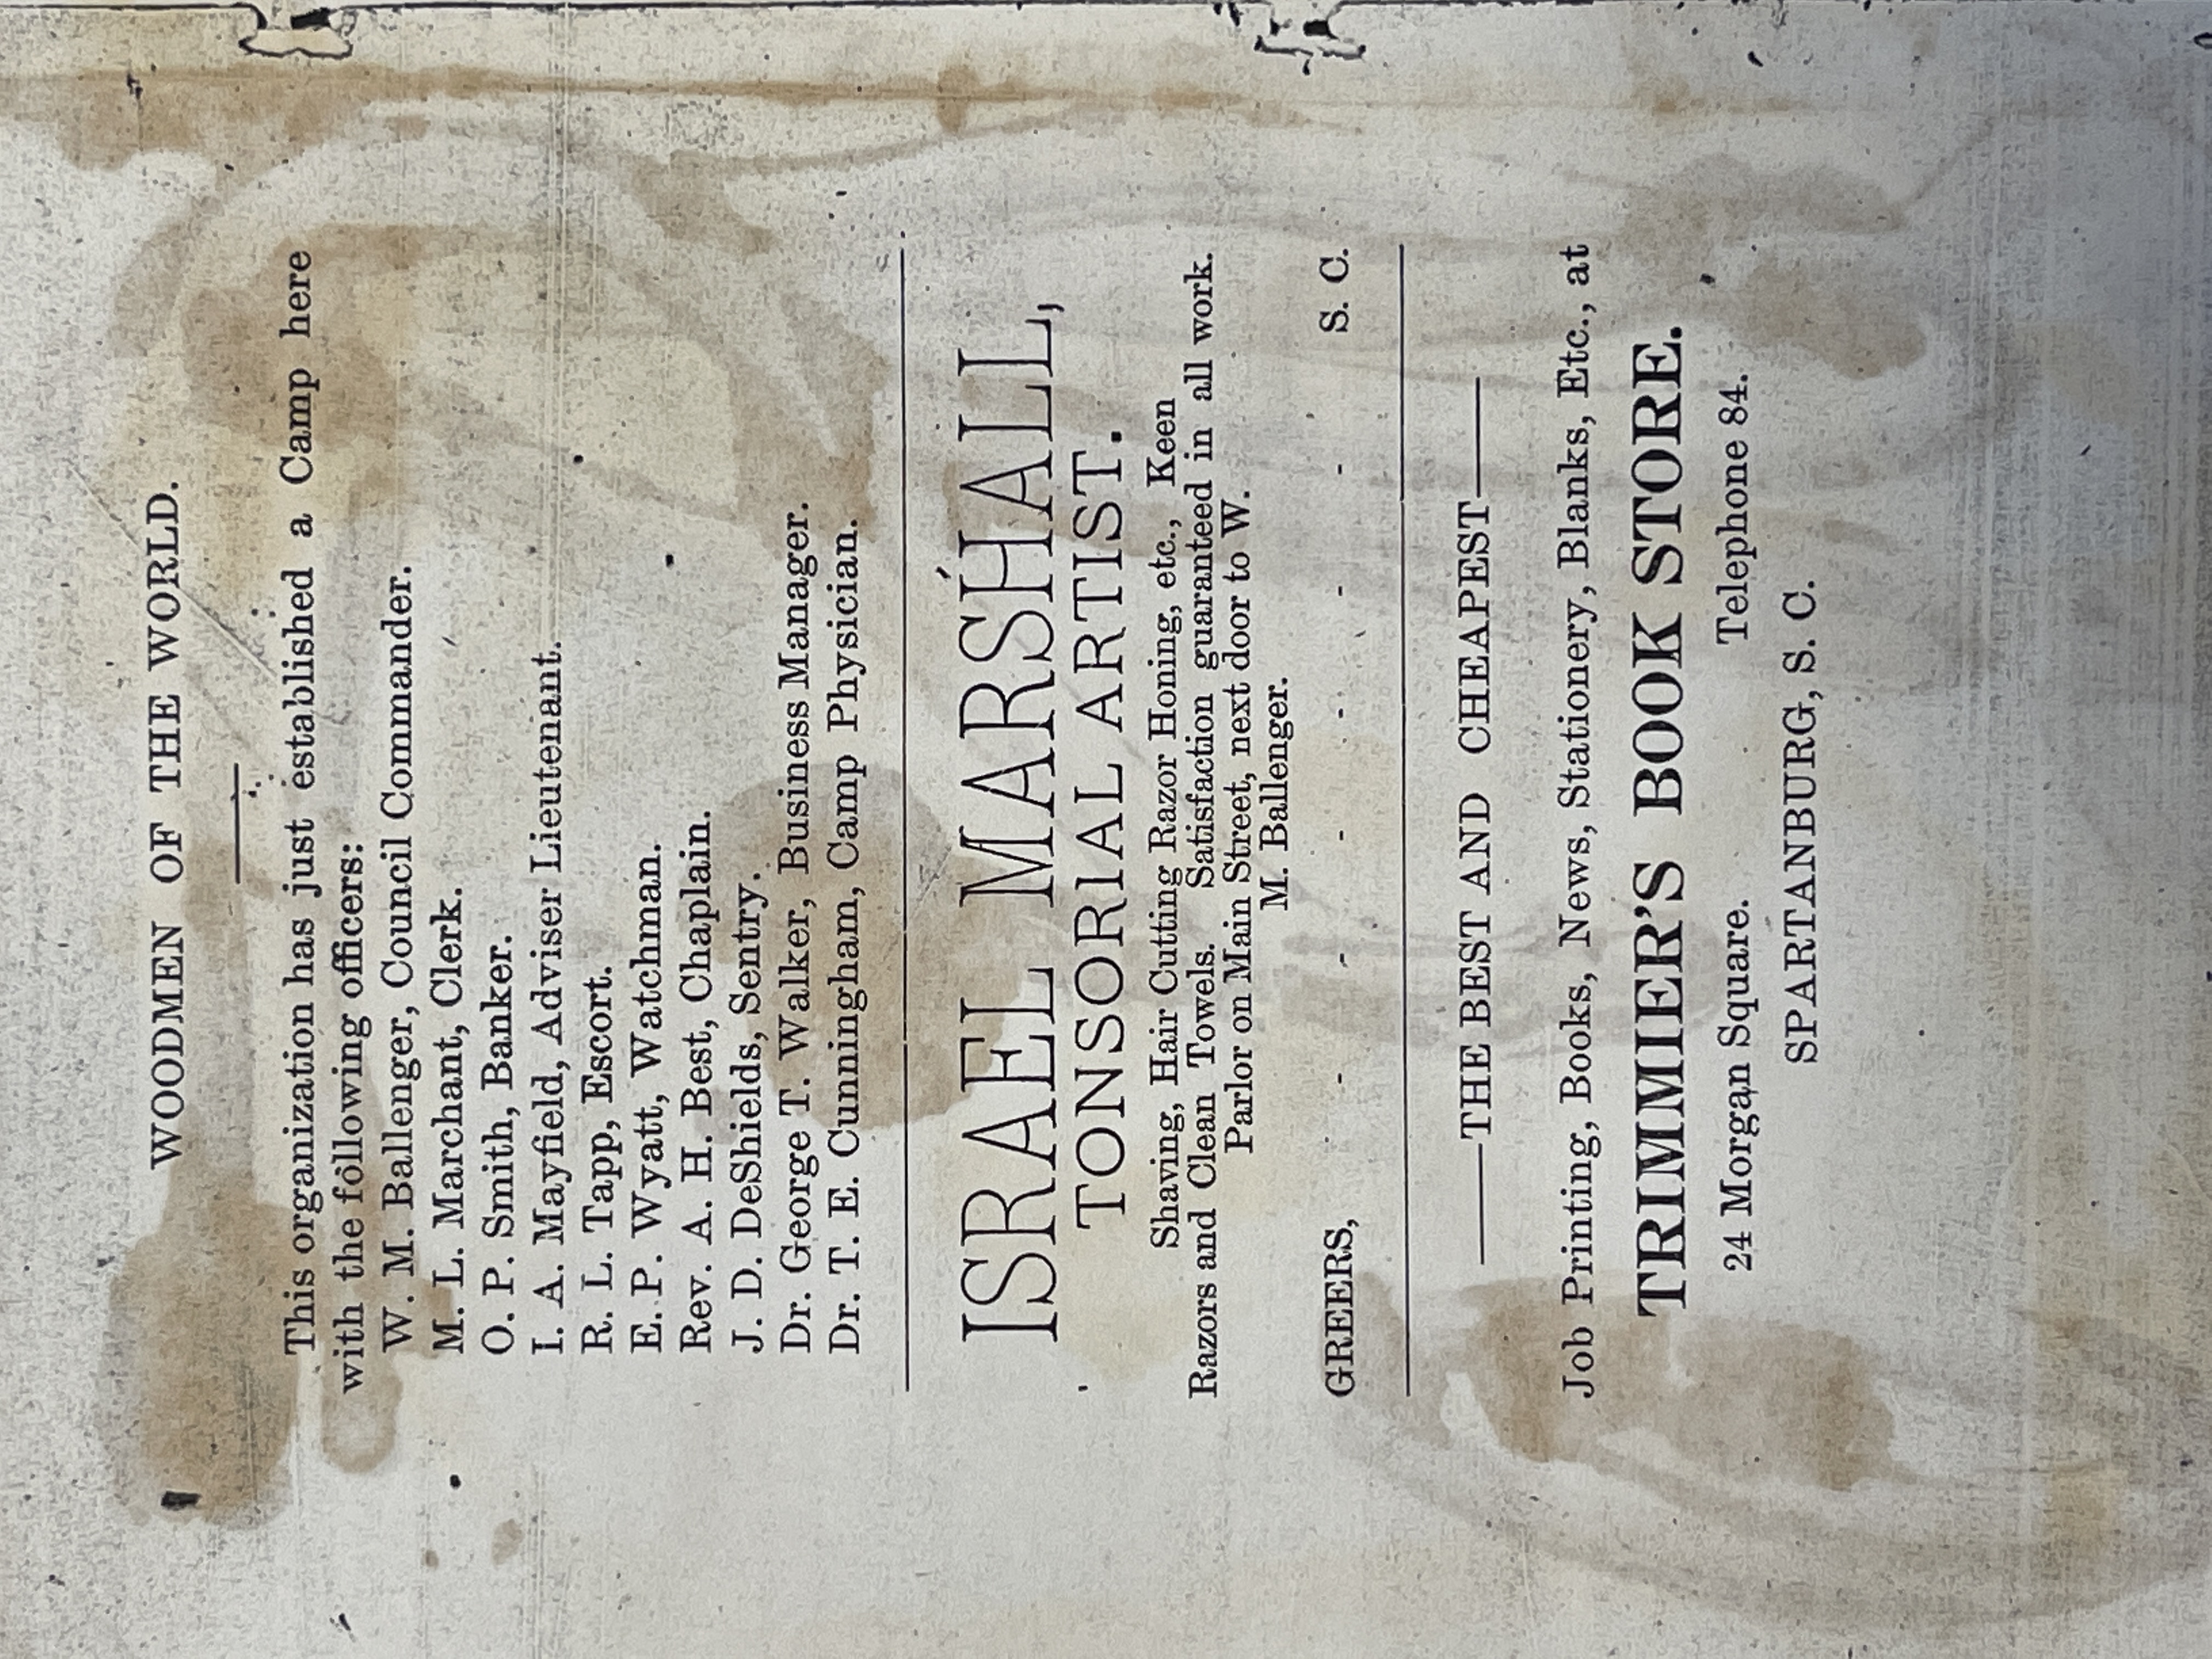 WOODMEN OF THE WORLD.
This organization has just established a Camp here
with the following officers:
W. M. Ballenger, Council Commander.
M. L. Marchant, Clerk.
O. P. Smith, Banker.
I. A. Mayfield, Adviser Lieutenant.
R. L. Tapp, Escort.
E. P. Wyatt, Watchman.
Rev. A. H. Best, Chaplain.
J. D. DeShields, Sentry.
Dr. George T. Walker, Business Manager.
Dr. T. E. Cunningham, Camp Physician.
ISRAEL MARSHALL,
TONSORIAL ARTIST.
Shaving, Hair Cutting Razor Honing, etc., Keen
Razors and Clean Towels. Satisfaction guaranteed in all work.
Parlor on Main Street, next door to W.
M. Ballenger.
GREERS, - - - - - - S. C.
——THE BEST AND CHEAPEST——
Job Printing, Books, News, Stationery, Blanks, Etc., at
TRIMMIER'S BOOK STORE.
24 Morgan Square. Telephone 84.
SPARTANBURG, S. C.